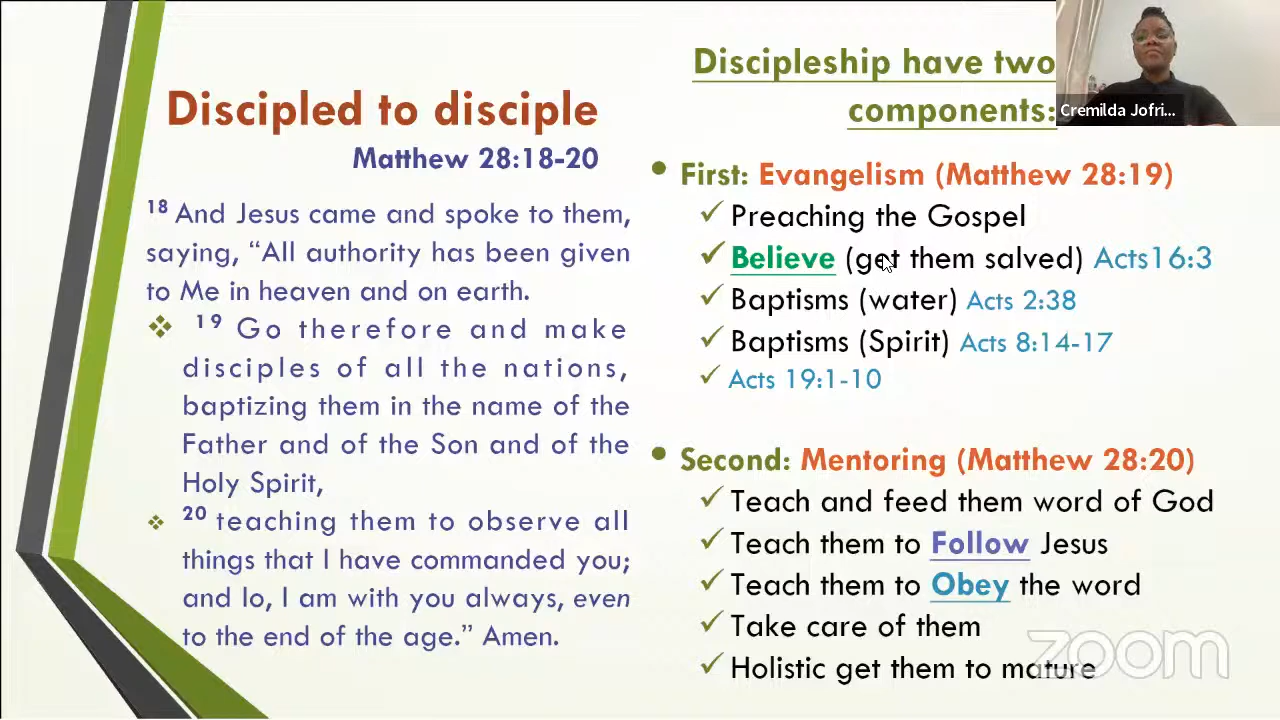 Discipled to disciple
Matthew 28:18-20
18 And Jesus came and spoke to them,
saying, “All authority has been given
to Me in heaven and on earth.
19 Go therefore and make
disciples of all the nations,
baptizing them in the name of the
Father and of the Son and of the
Holy Spirit,
20 teaching them to observe all
things that I have commanded you;
and lo, I am with you always, even
to the end of the age.” Amen.
Discipleship have two
components:
Cremilda Jofri...
• First: Evangelism (Matthew 28:19)
✓ Preaching the Gospel
✓ Believe (get them salved) Acts16:3
✓ Baptisms (water) Acts 2:38
✓ Baptisms (Spirit) Acts 8:14-17
✓ Acts 19:1-10
• Second: Mentoring (Matthew 28:20)
✓ Teach and feed them word of God
✓ Teach them to Follow Jesus
✓ Teach them to Obey the word
✓ Take care of them
✓ Holistic get them to mature
zoom